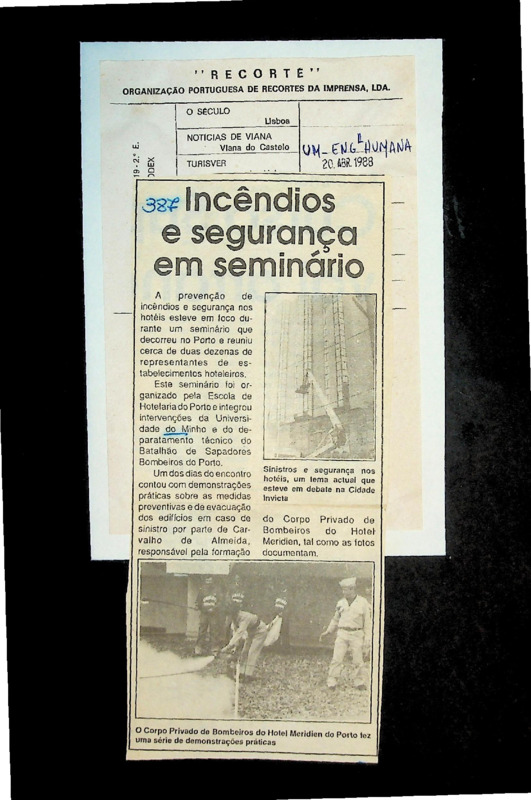 "RECORTE"
ORGANIZAÇÃO PORTUGUESA DE RECORTES DA IMPRENSA, LDA.
O SÉCULO
Lisboa
NOTICIAS DE VIANA
Viana do Castelo
TURISVER
19 - 2.º E.
ODEX
UM - ENGª HUMANA
20. ABR. 1988
387
Incêndios
e segurança
em seminário
A prevenção de
incêndios e segurança nos
hotéis esteve em foco du-
rante um seminário que
decorreu no Porto e reuniu
cerca de duas dezenas de
representantes de es-
tabelecimentos hoteleiros.
Este seminário foi or-
ganizado pela Escola de
Hotelaria do Porto e integrou
intervenções da Universi-
dade do Minho e do de-
paratamento técnico do
Batalhão de Sapadores
Bombeiros do Porto.
Um dos dias do encontro
contou com demonstrações
práticas sobre as medidas
preventivas e de evacuação
dos edifícios em caso de
sinistro por parte de Car-
valho de Almeida,
responsável pela formação
Sinistros e segurança nos
hotéis, um tema actual que
esteve em debate na Cidade
Invicta
do Corpo Privado de
Bombeiros do Hotel
Meridien, tal como as fotos
documentam.
O Corpo Privado de Bombeiros do Hotel Meridien do Porto fez
uma série de demonstrações práticas